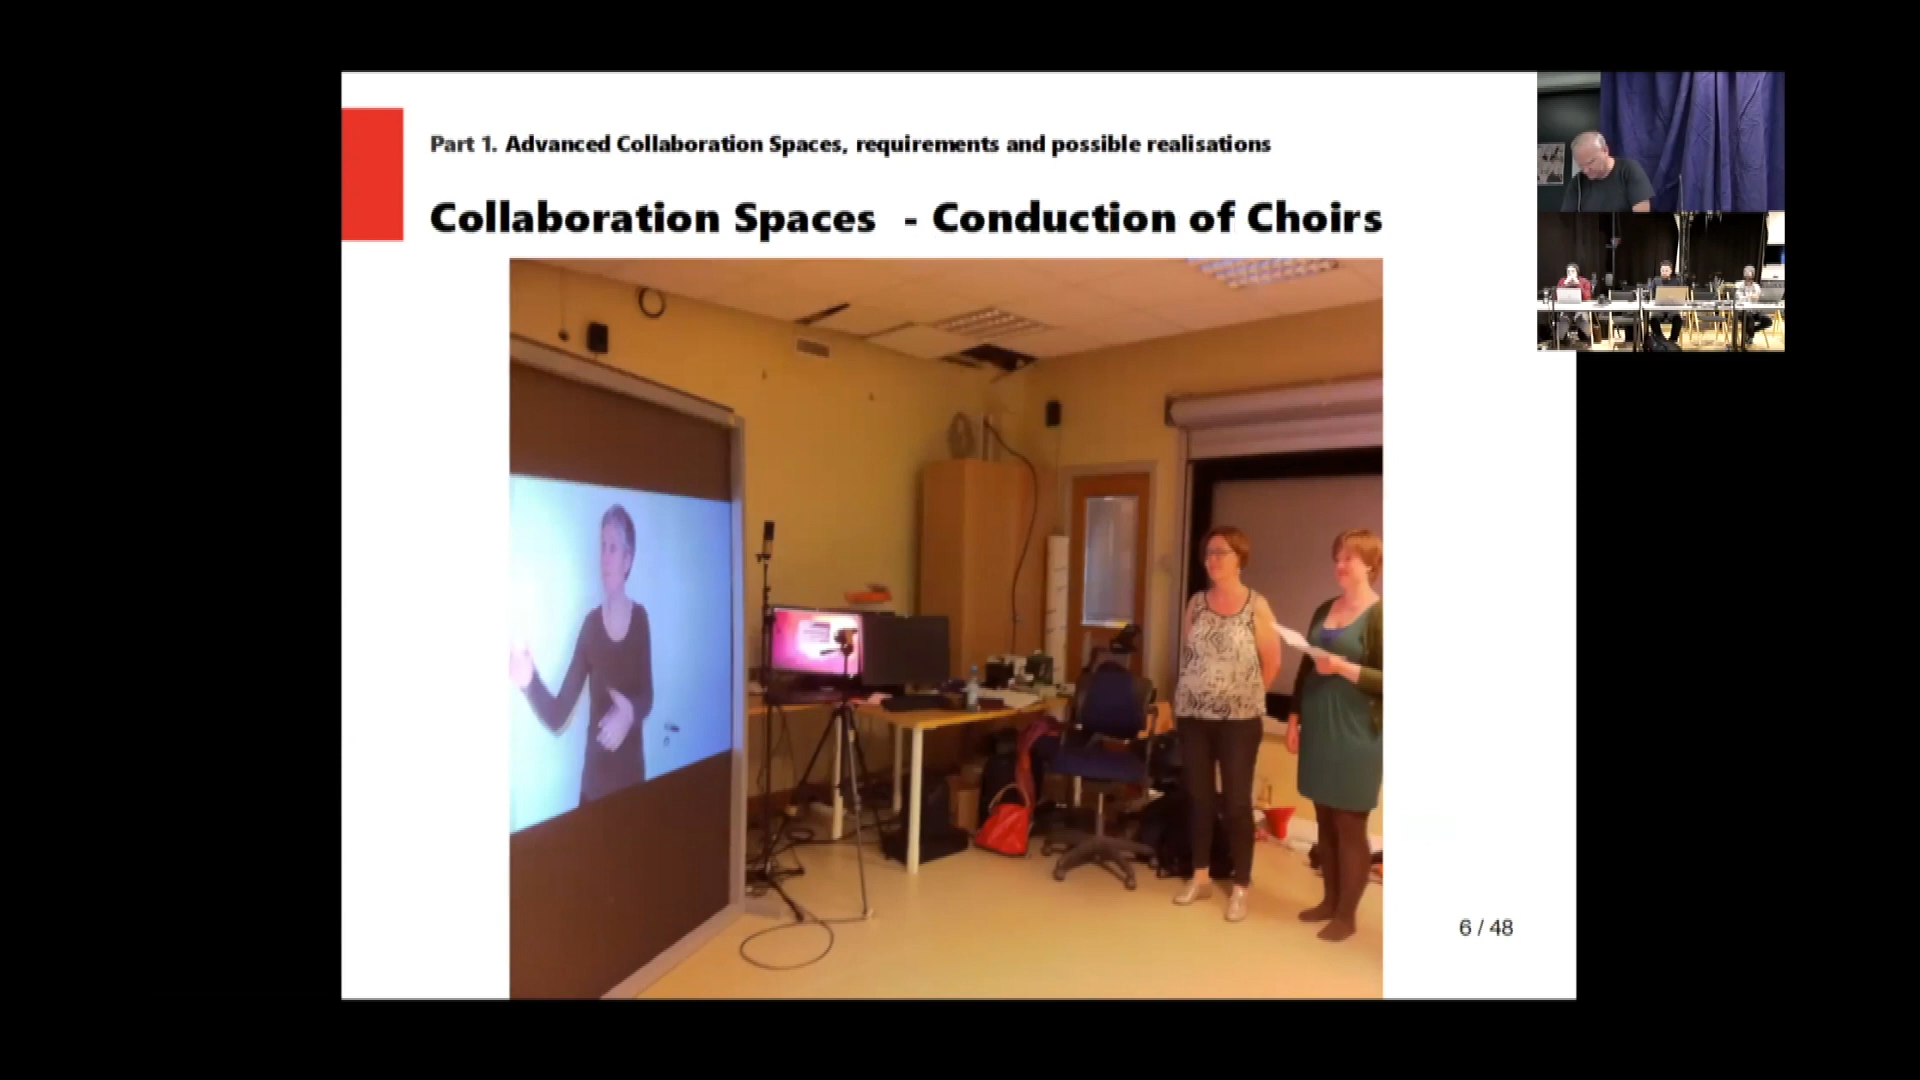 Part 1. Advanced Collaboration Spaces, requirements and possible realisations
Collaboration Spaces - Conduction of Choirs
6 / 48